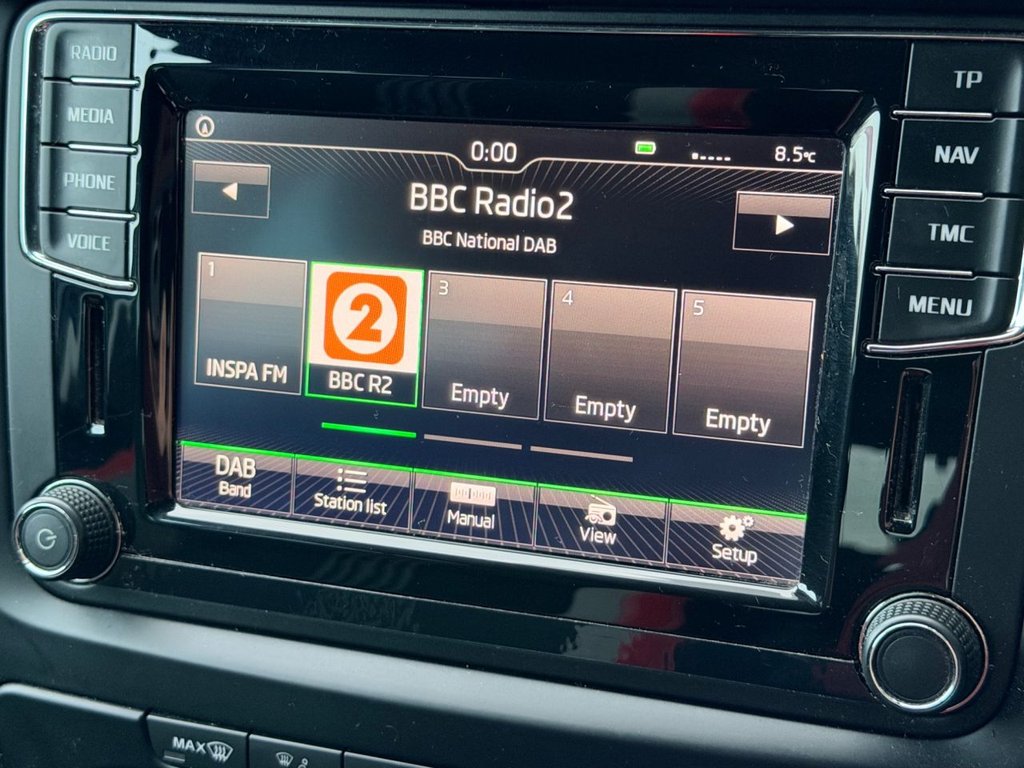 RADIO
MEDIA
PHONE
VOICE
TP
NAV
TMC
MENU
0:00
8.5°C
BBC Radio2
BBC National DAB
1
INSPA FM
2
BBC R2
3
Empty
4
Empty
5
Empty
DAB
Band
Station list
Manual
View
Setup
MAX